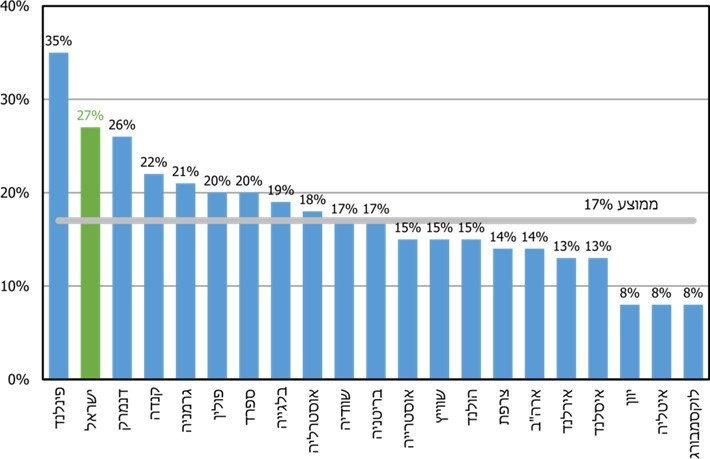 40%
30%
20%
10%
0%
35%
27%
26%
22%
21%
20%
20%
19%
18%
17%
17%
15%
15%
15%
14%
14%
13%
13%
8%
8%
8%
ממוצע 17%
פינלנד
ישראל
דנמרק
קנדה
גרמניה
פולין
ספרד
בלגייה
אוסטרליה
שוודיה
בריטניה
אוסטרייה
שוויץ
הולנד
צרפת
ארה"ב
אירלנד
איסלנד
יוון
איטליה
לוקסמבורג